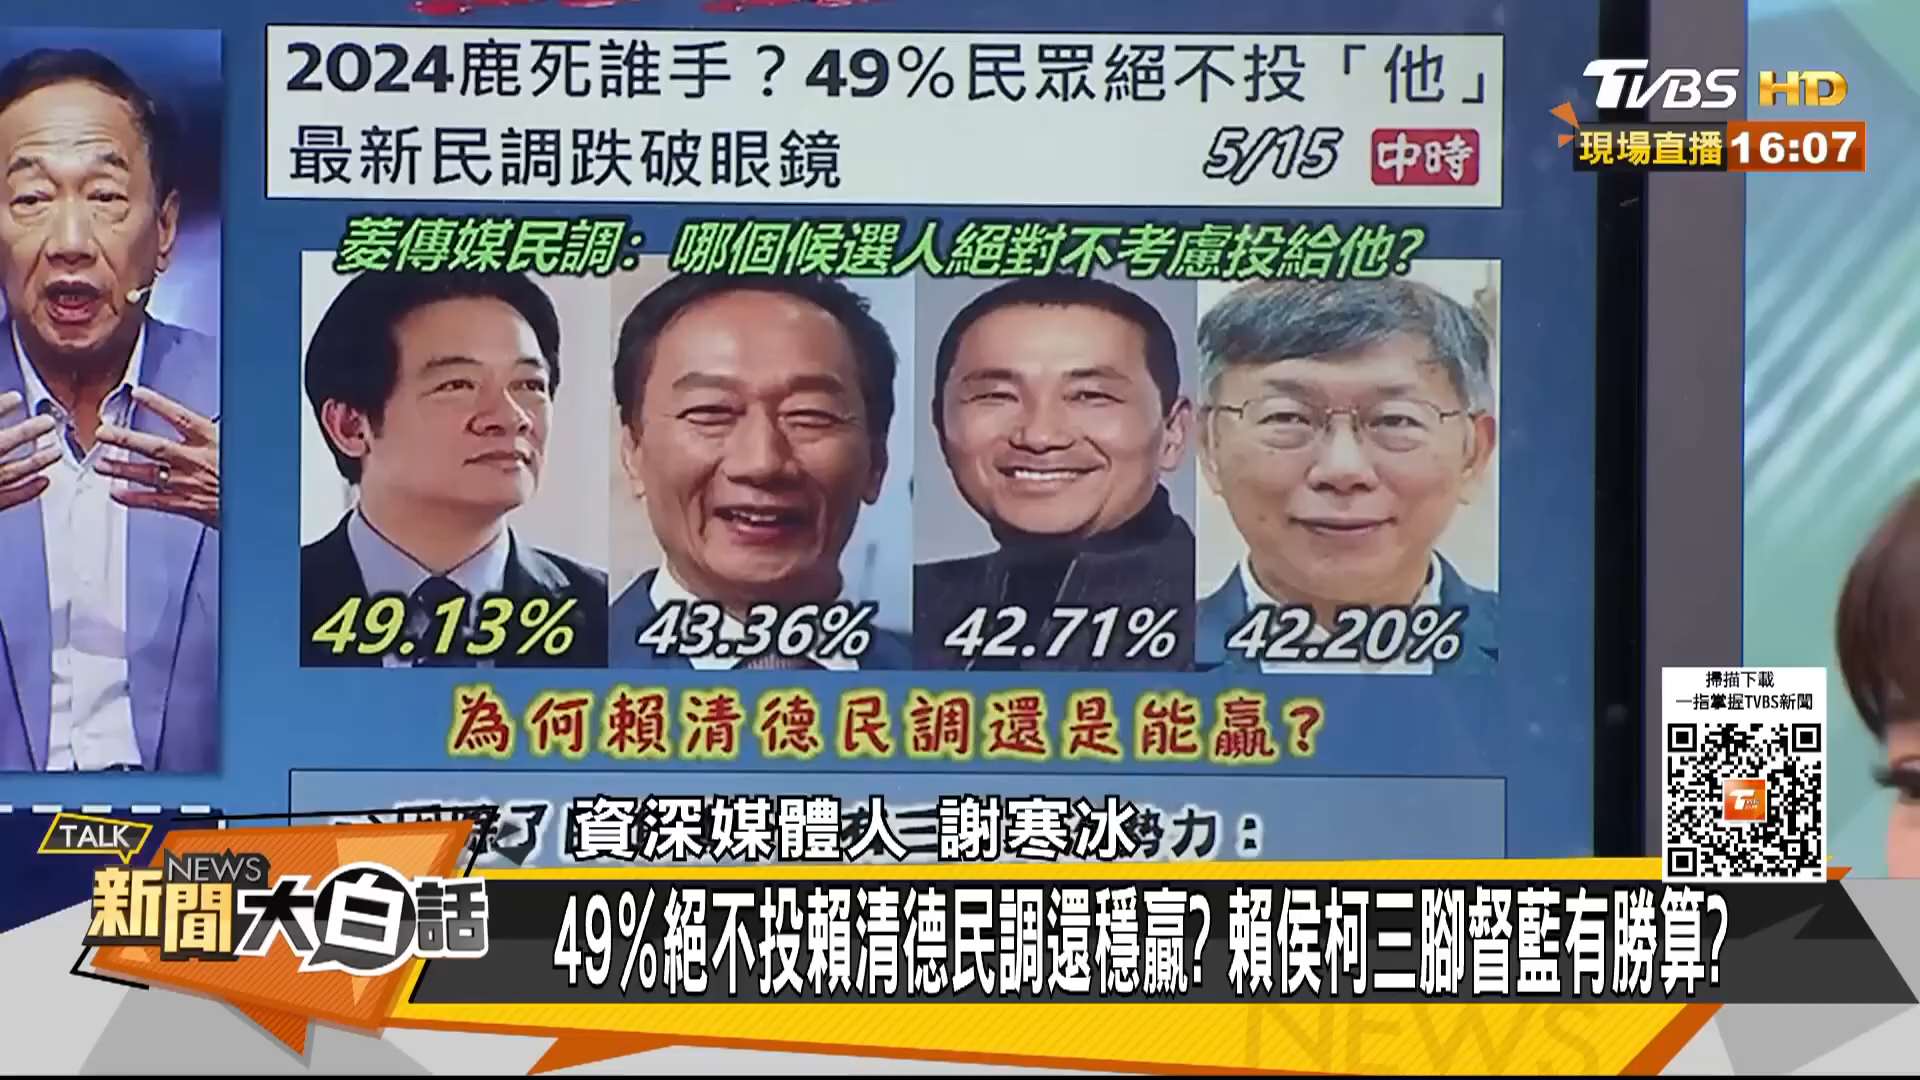 2024鹿死誰手？49%民眾絕不投「他」
最新民調跌破眼鏡
5/15 中時
TVBS HD
現場直播 16:07
菱傳媒民調：哪個候選人絕對不考慮投給他?
49.13% 43.36% 42.71% 42.20%
為何賴清德民調還是能贏?
掃描下載
一指掌握TVBS新聞
資深媒體人 謝寒冰
勢力：
TALK
NEWS
新聞大白話
49%絕不投賴清德民調還穩贏? 賴侯柯三腳督藍有勝算?
NEWS